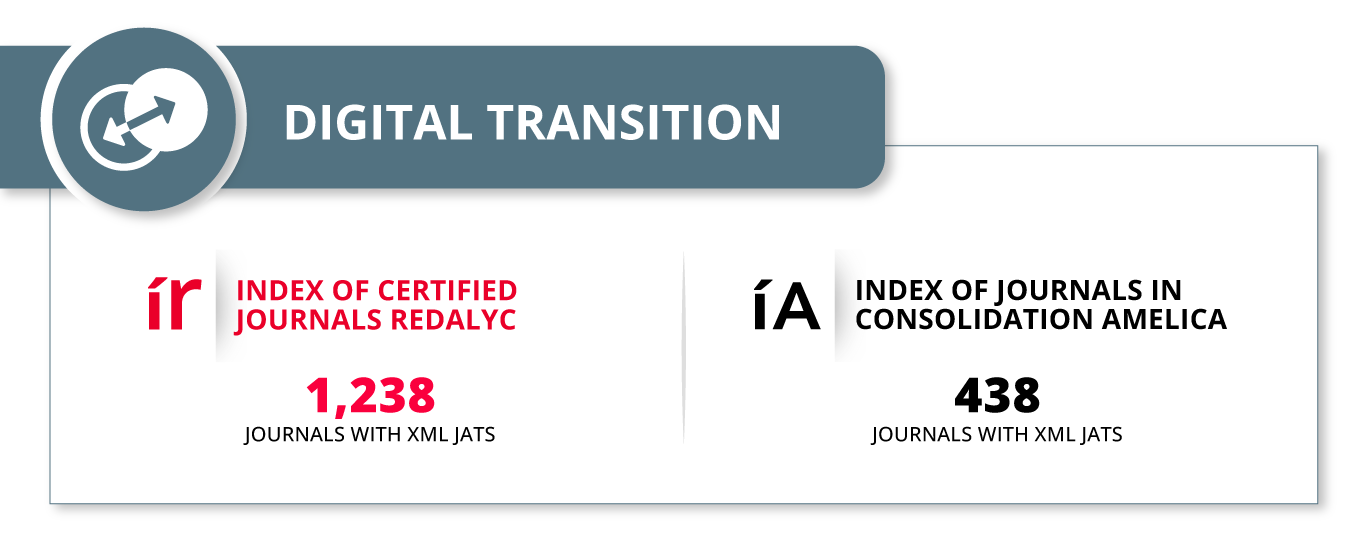 DIGITAL TRANSITION
ír
INDEX OF CERTIFIED
JOURNALS REDALYC
1,238
JOURNALS WITH XML JATS
íA
INDEX OF JOURNALS IN
CONSOLIDATION AMELICA
438
JOURNALS WITH XML JATS